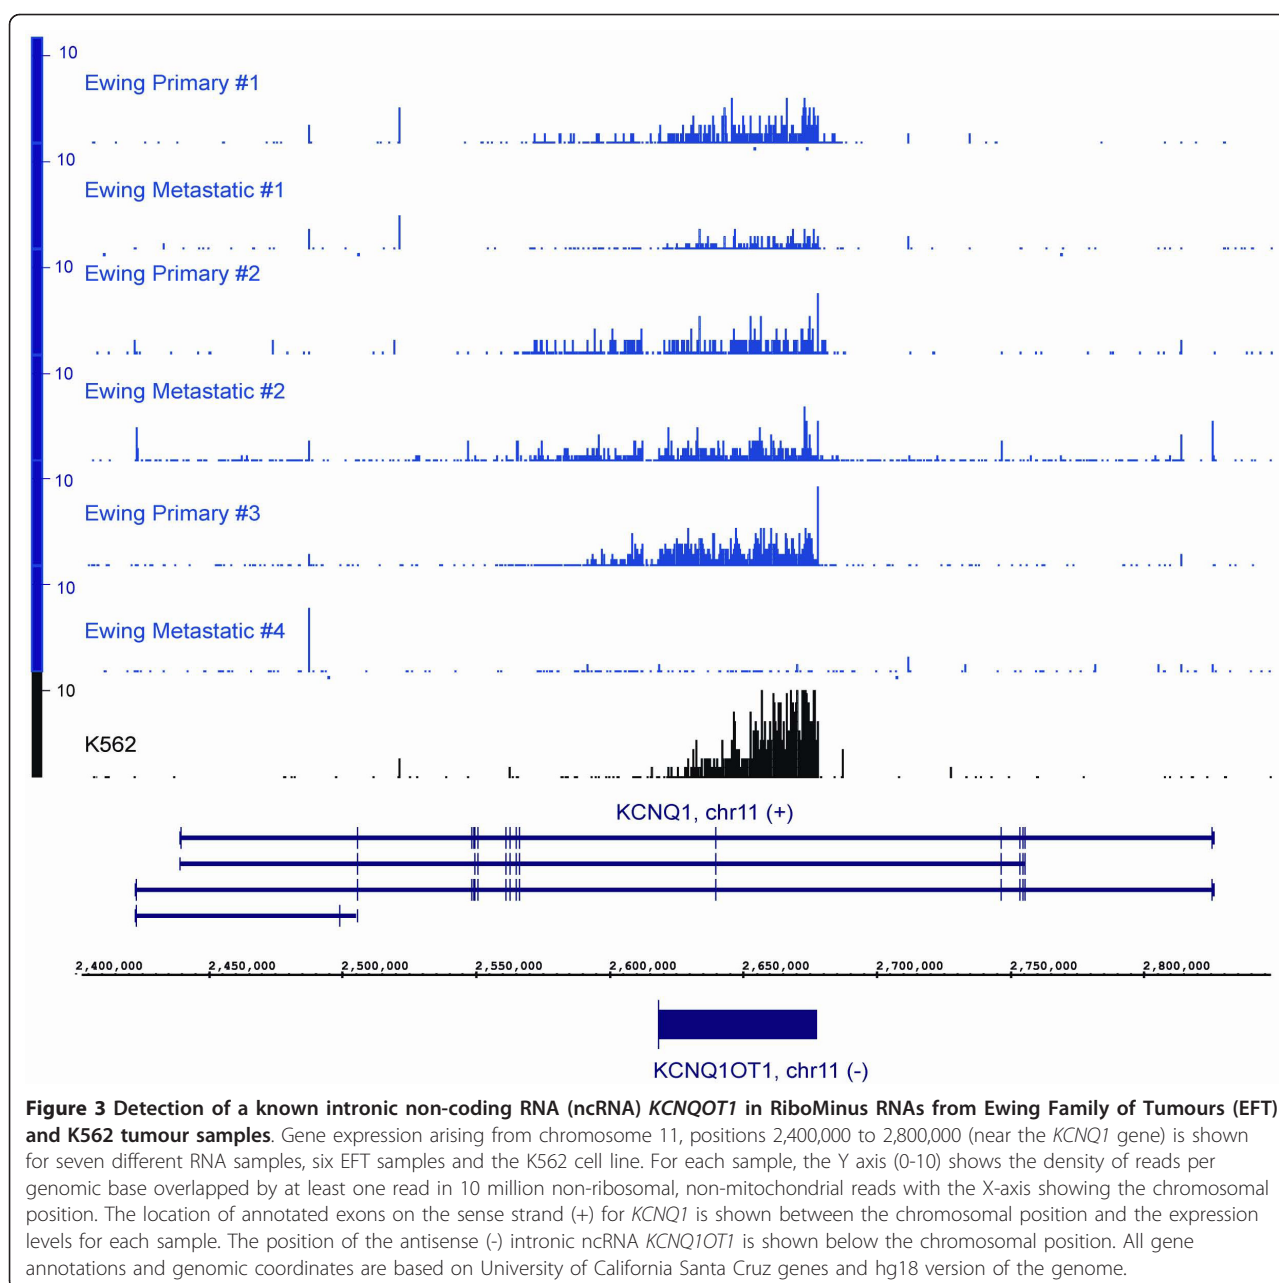 10
Ewing Primary #1
10
Ewing Metastatic #1
10
Ewing Primary #2
10
Ewing Metastatic #2
10
Ewing Primary #3
10
Ewing Metastatic #4
10
K562
KCNQ1, chr11 (+)
2,400,000 2,450,000 2,500,000 2,550,000 2,600,000 2,650,000 2,700,000 2,750,000 2,800,000
KCNQ1OT1, chr11 (-)
Figure 3 Detection of a known intronic non-coding RNA (ncRNA) KCNQOT1 in RiboMinus RNAs from Ewing Family of Tumours (EFT)
and K562 tumour samples. Gene expression arising from chromosome 11, positions 2,400,000 to 2,800,000 (near the KCNQ1 gene) is shown
for seven different RNA samples, six EFT samples and the K562 cell line. For each sample, the Y axis (0-10) shows the density of reads per
genomic base overlapped by at least one read in 10 million non-ribosomal, non-mitochondrial reads with the X-axis showing the chromosomal
position. The location of annotated exons on the sense strand (+) for KCNQ1 is shown between the chromosomal position and the expression
levels for each sample. The position of the antisense (-) intronic ncRNA KCNQ1OT1 is shown below the chromosomal position. All gene
annotations and genomic coordinates are based on University of California Santa Cruz genes and hg18 version of the genome.